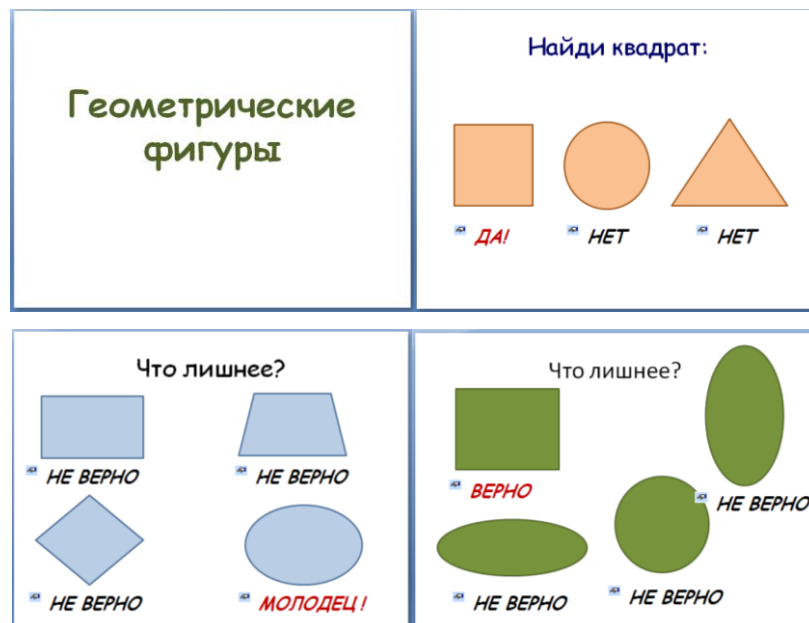 Геометрические
фигуры
Найди квадрат:
ДА!
НЕТ
НЕТ
Что лишнее?
НЕ ВЕРНО
НЕ ВЕРНО
НЕ ВЕРНО
МОЛОДЕЦ!
Что лишнее?
ВЕРНО
НЕ ВЕРНО
НЕ ВЕРНО
НЕ ВЕРНО